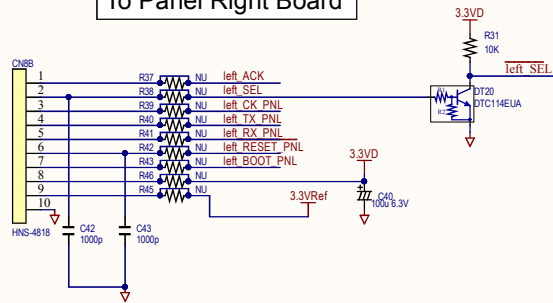 To Panel Right Board
3.3VD
R31
10K
left_SEL
CN8B
1
R37
NU
left_ACK
2
R38
NU
left_SEL
3
R39
NU
left_CK_PNL
4
R40
NU
left_TX_PNL
5
R41
NU
left_RX_PNL
6
R42
NU
left_RESET_PNL
7
R43
NU
left_BOOT_PNL
8
R46
NU
9
R45
NU
10
HNS-4818
R1
R2
DT20
DTC114EUA
3.3VD
+
C40
100u 6.3V
3.3VRef
C42
1000p
C43
1000p